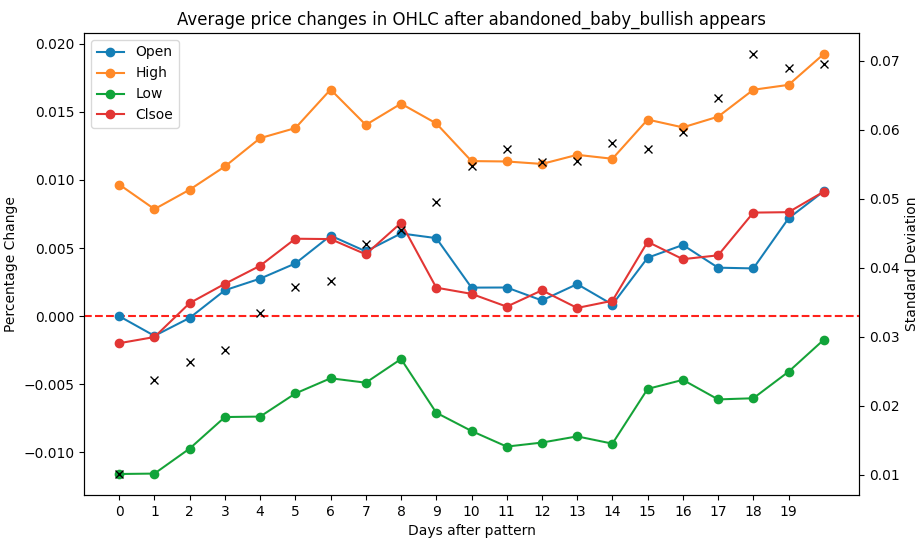 Average price changes in OHLC after abandoned_baby_bullish appears
Open
High
Low
Clsoe
0.020
0.015
0.010
0.005
0.000
−0.005
−0.010
Percentage Change
0.07
0.06
0.05
0.04
0.03
0.02
0.01
Standard Deviation
0 1 2 3 4 5 6 7 8 9 10 11 12 13 14 15 16 17 18 19
Days after pattern